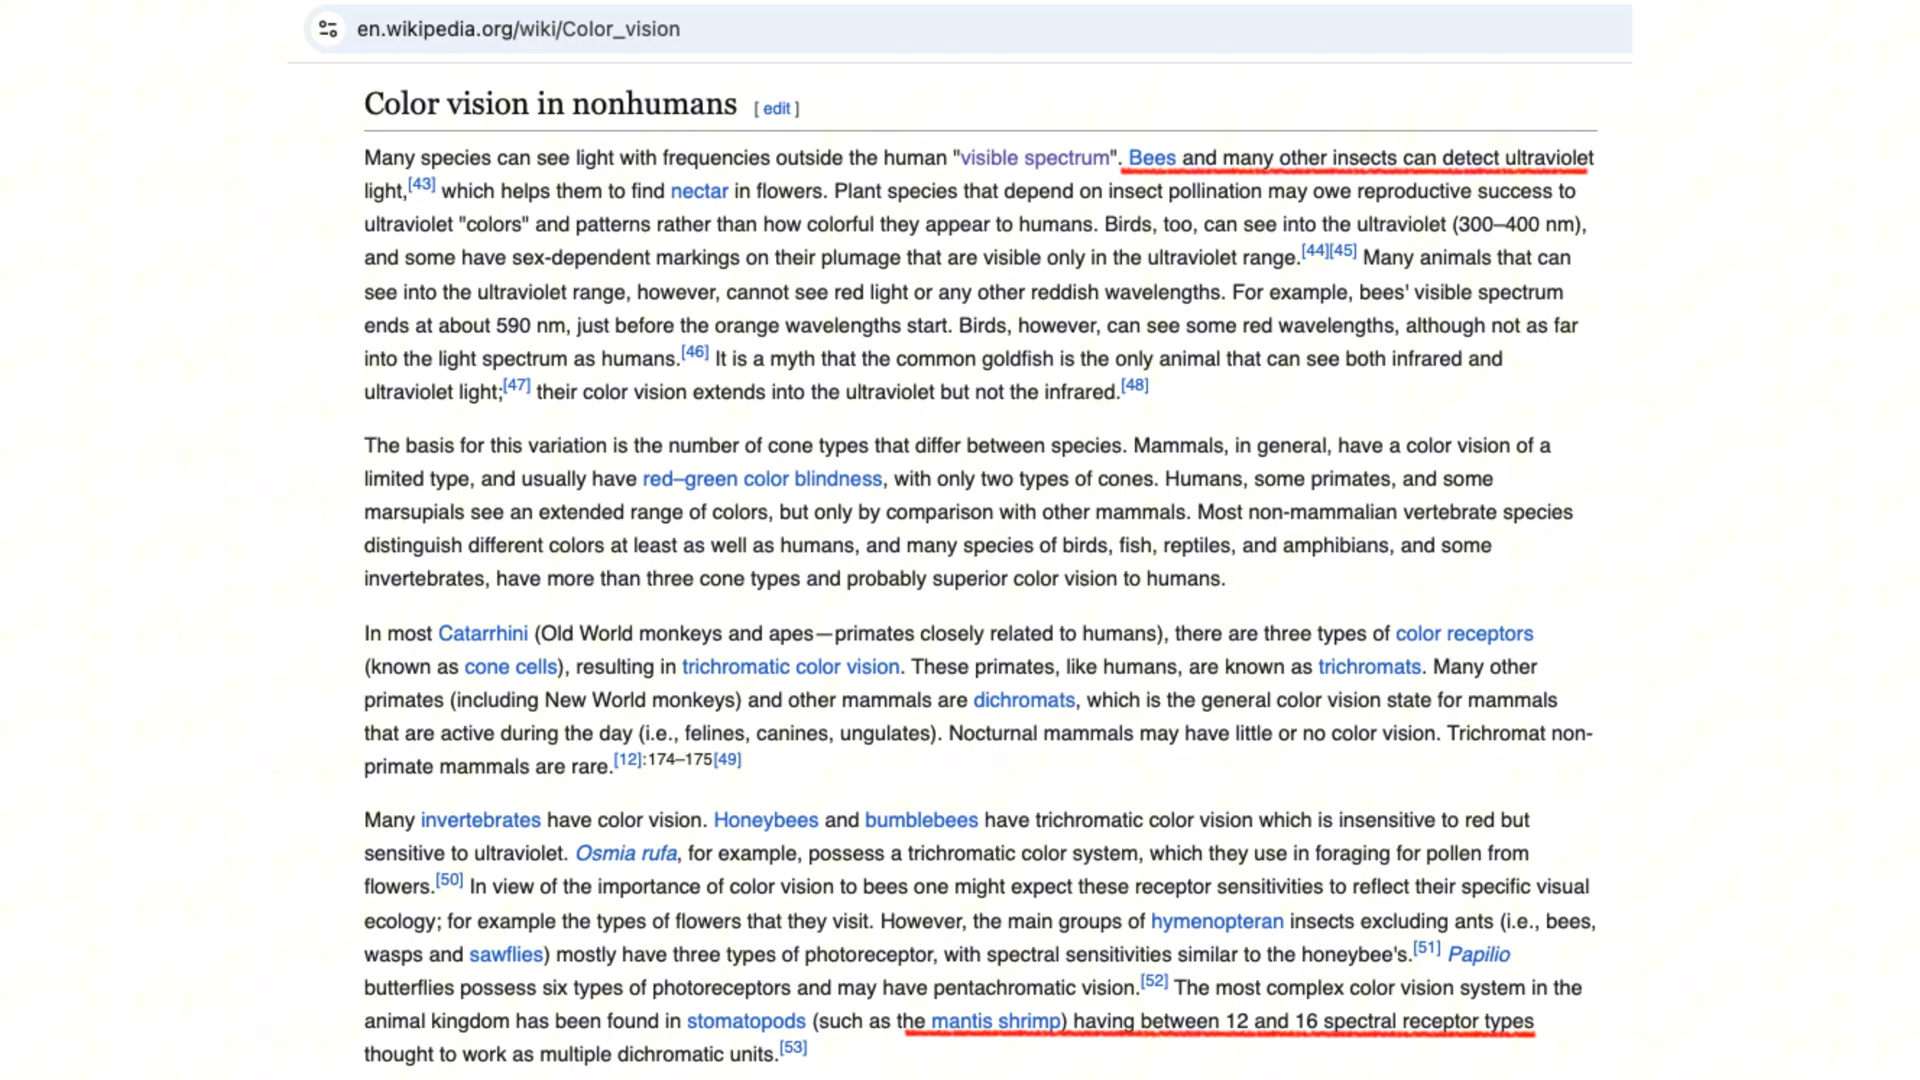 en.wikipedia.org/wiki/Color_vision
Color vision in nonhumans [ edit ]
Many species can see light with frequencies outside the human "visible spectrum". Bees and many other insects can detect ultraviolet
light,[43] which helps them to find nectar in flowers. Plant species that depend on insect pollination may owe reproductive success to
ultraviolet "colors" and patterns rather than how colorful they appear to humans. Birds, too, can see into the ultraviolet (300–400 nm),
and some have sex-dependent markings on their plumage that are visible only in the ultraviolet range.[44][45] Many animals that can
see into the ultraviolet range, however, cannot see red light or any other reddish wavelengths. For example, bees' visible spectrum
ends at about 590 nm, just before the orange wavelengths start. Birds, however, can see some red wavelengths, although not as far
into the light spectrum as humans.[46] It is a myth that the common goldfish is the only animal that can see both infrared and
ultraviolet light;[47] their color vision extends into the ultraviolet but not the infrared.[48]
The basis for this variation is the number of cone types that differ between species. Mammals, in general, have a color vision of a
limited type, and usually have red–green color blindness, with only two types of cones. Humans, some primates, and some
marsupials see an extended range of colors, but only by comparison with other mammals. Most non-mammalian vertebrate species
distinguish different colors at least as well as humans, and many species of birds, fish, reptiles, and amphibians, and some
invertebrates, have more than three cone types and probably superior color vision to humans.
In most Catarrhini (Old World monkeys and apes—primates closely related to humans), there are three types of color receptors
(known as cone cells), resulting in trichromatic color vision. These primates, like humans, are known as trichromats. Many other
primates (including New World monkeys) and other mammals are dichromats, which is the general color vision state for mammals
that are active during the day (i.e., felines, canines, ungulates). Nocturnal mammals may have little or no color vision. Trichromat non-
primate mammals are rare.[12]:174–175[49]
Many invertebrates have color vision. Honeybees and bumblebees have trichromatic color vision which is insensitive to red but
sensitive to ultraviolet. Osmia rufa, for example, possess a trichromatic color system, which they use in foraging for pollen from
flowers.[50] In view of the importance of color vision to bees one might expect these receptor sensitivities to reflect their specific visual
ecology; for example the types of flowers that they visit. However, the main groups of hymenopteran insects excluding ants (i.e., bees,
wasps and sawflies) mostly have three types of photoreceptor, with spectral sensitivities similar to the honeybee's.[51] Papilio
butterflies possess six types of photoreceptors and may have pentachromatic vision.[52] The most complex color vision system in the
animal kingdom has been found in stomatopods (such as the mantis shrimp) having between 12 and 16 spectral receptor types
thought to work as multiple dichromatic units.[53]